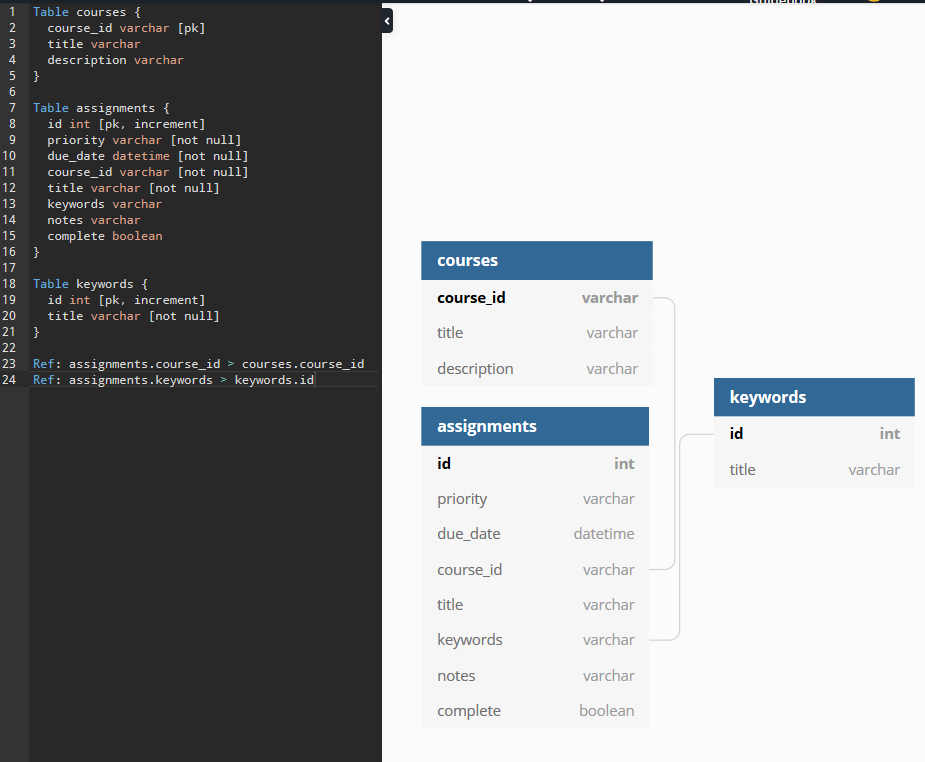 1 Table courses {
2 course_id varchar [pk]
3 title varchar
4 description varchar
5 }
6
7 Table assignments {
8 id int [pk, increment]
9 priority varchar [not null]
10 due_date datetime [not null]
11 course_id varchar [not null]
12 title varchar [not null]
13 keywords varchar
14 notes varchar
15 complete boolean
16 }
17
18 Table keywords {
19 id int [pk, increment]
20 title varchar [not null]
21 }
22
23 Ref: assignments.course_id > courses.course_id
24 Ref: assignments.keywords > keywords.id
courses
course_id varchar
title varchar
description varchar
assignments
id int
priority varchar
due_date datetime
course_id varchar
title varchar
keywords varchar
notes varchar
complete boolean
keywords
id int
title varchar